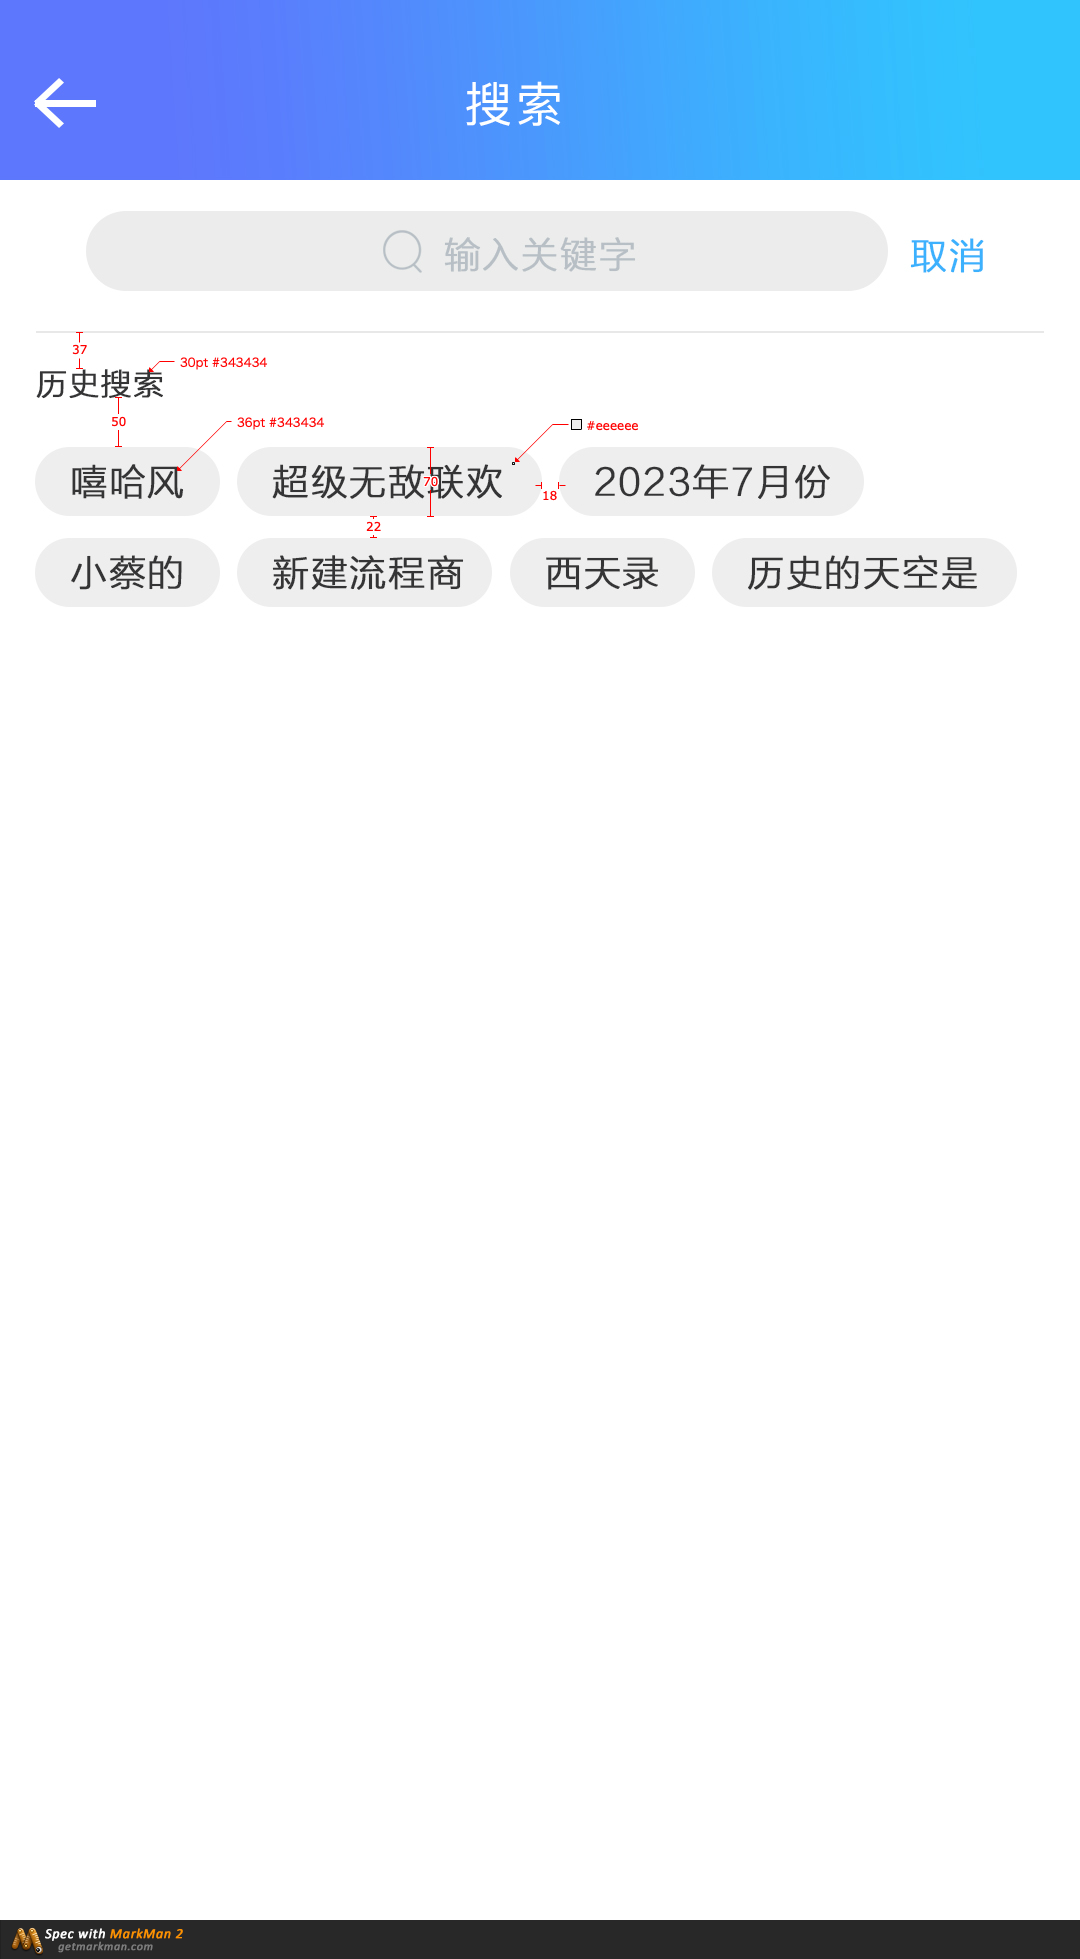 搜索
输入关键字 取消
37
30pt #343434
历史搜索
50
36pt #343434
#eeeeee
嘻哈风 超级无敌联欢 2023年7月份
70
18
22
小蔡的 新建流程商 西天录 历史的天空是
Spec with MarkMan 2
getmarkman.com